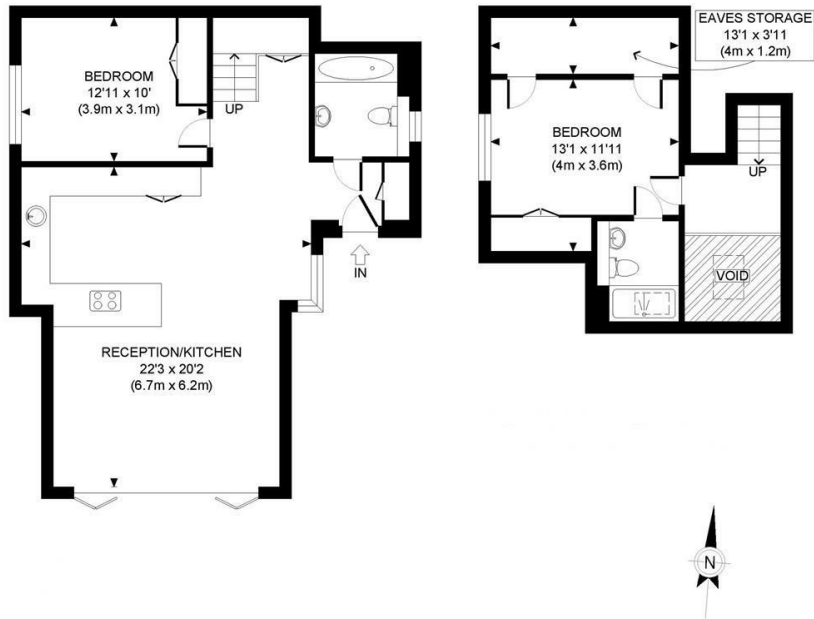 BEDROOM
12'11 x 10'
(3.9m x 3.1m)
UP
IN
RECEPTION/KITCHEN
22'3 x 20'2
(6.7m x 6.2m)
EAVES STORAGE
13'1 x 3'11
(4m x 1.2m)
BEDROOM
13'1 x 11'11
(4m x 3.6m)
UP
VOID
N